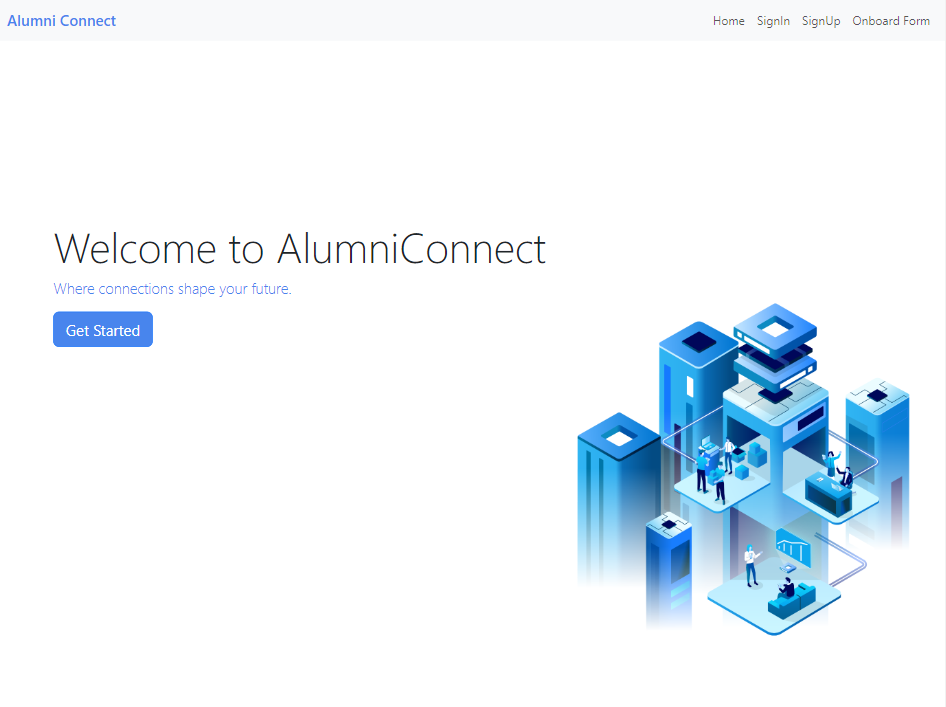 Alumni Connect
Home SignIn SignUp Onboard Form
Welcome to AlumniConnect
Where connections shape your future.
Get Started